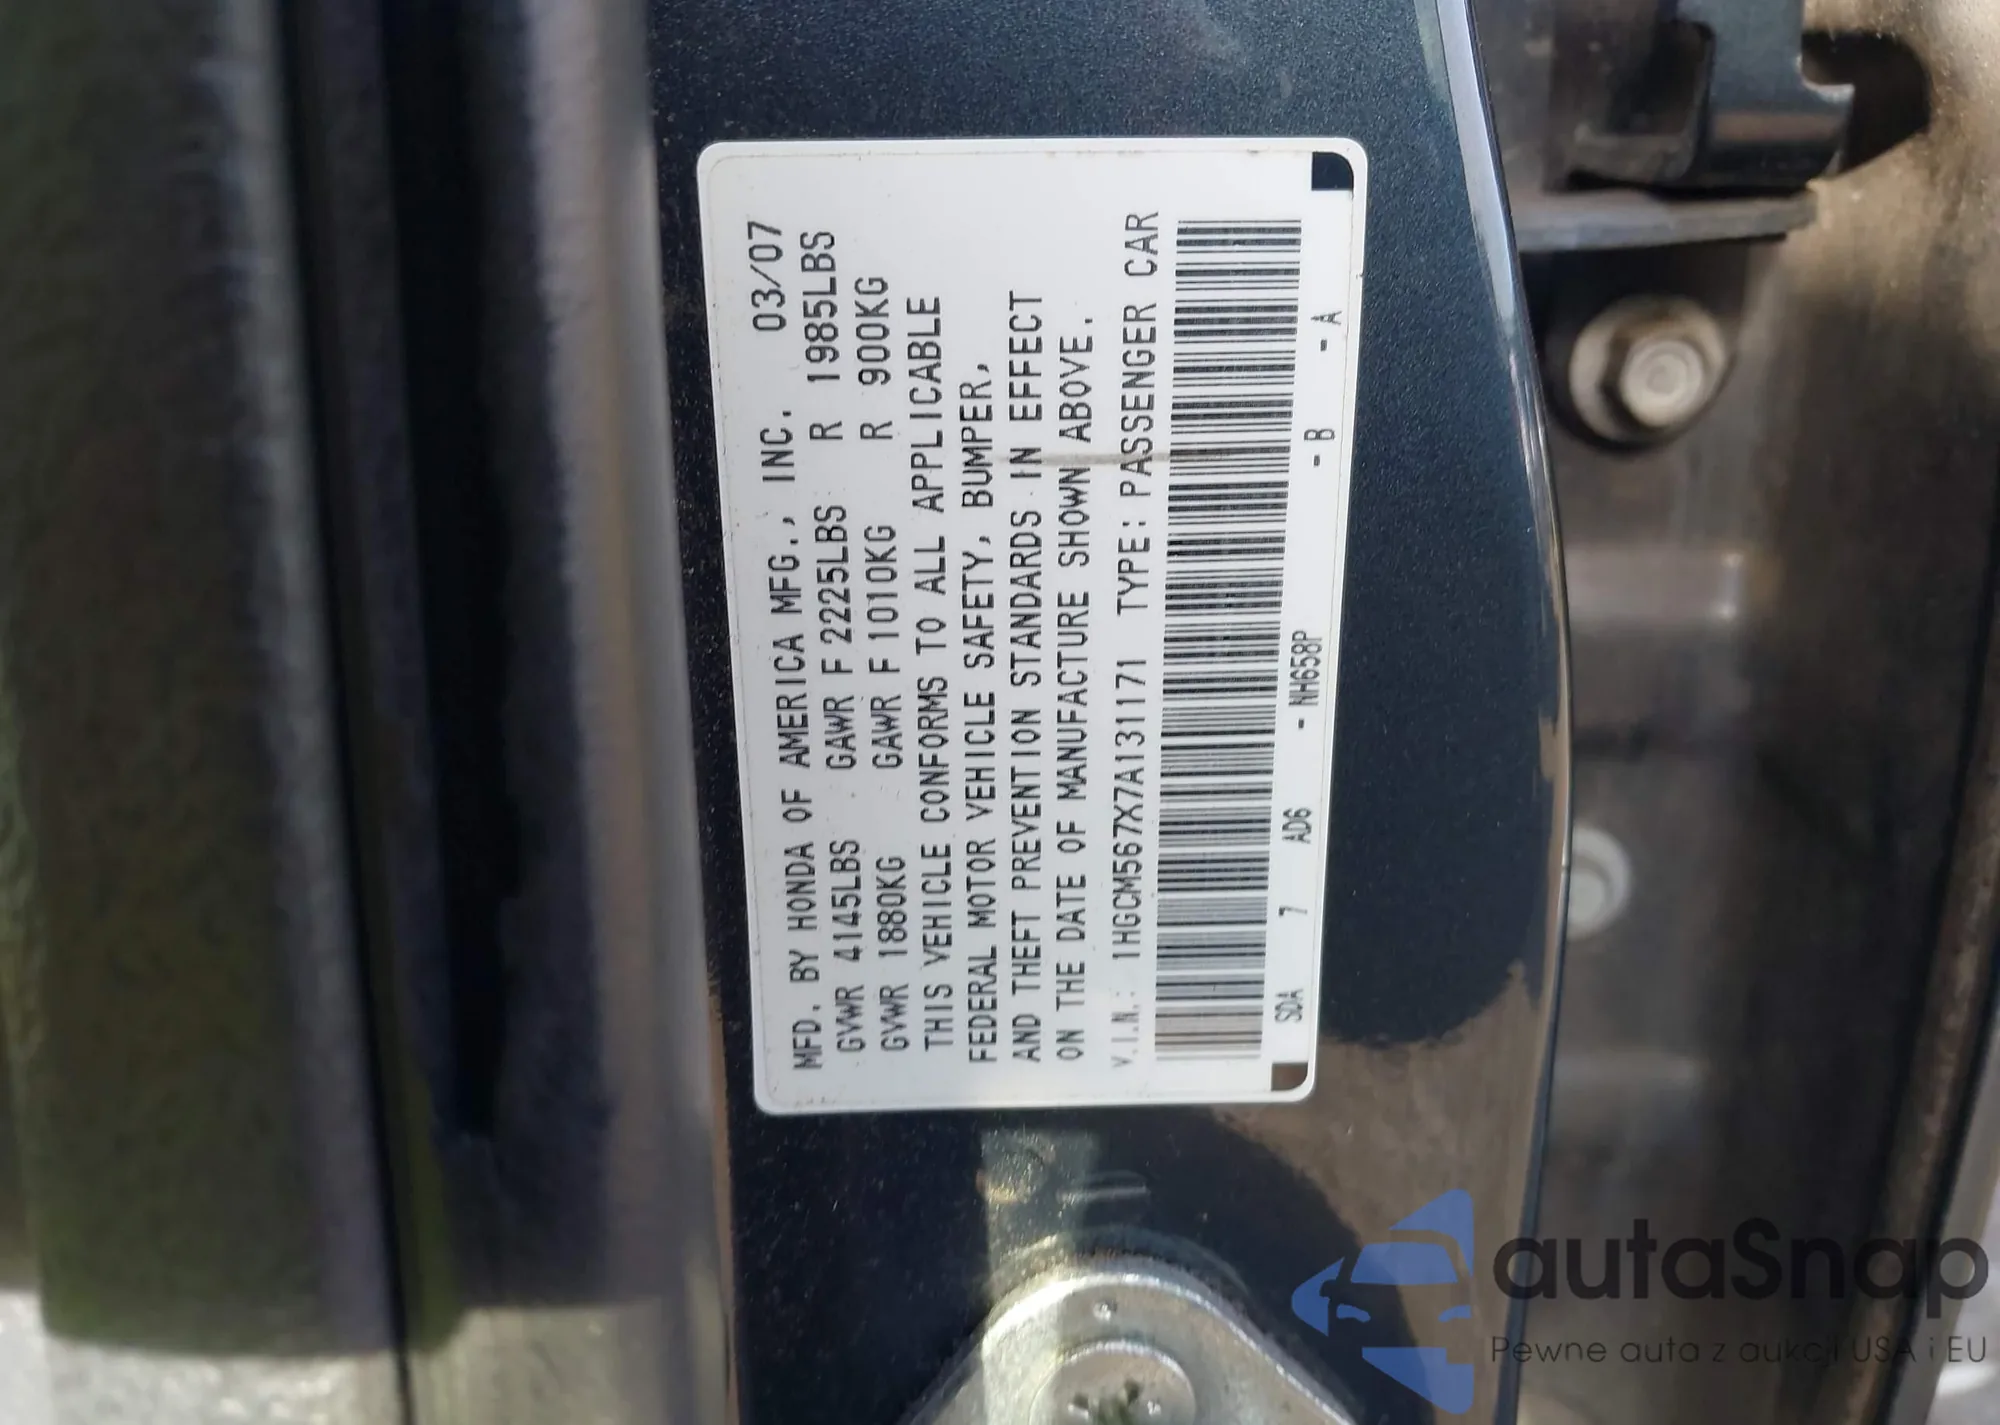 MFD. BY HONDA OF AMERICA MFG., INC. 03/07
GVWR 4145LBS GAWR F 2225LBS R 1985LBS
GVWR 1880KG GAWR F 1010KG R 900KG
THIS VEHICLE CONFORMS TO ALL APPLICABLE
FEDERAL MOTOR VEHICLE SAFETY, BUMPER,
AND THEFT PREVENTION STANDARDS IN EFFECT
ON THE DATE OF MANUFACTURE SHOWN ABOVE.
V.I.N.: 1HGCM567X7A131171 TYPE: PASSENGER CAR
SDA 7 AD6 - NH658P - B - A
autaSnap
Pewne auta z aukcji USA i EU